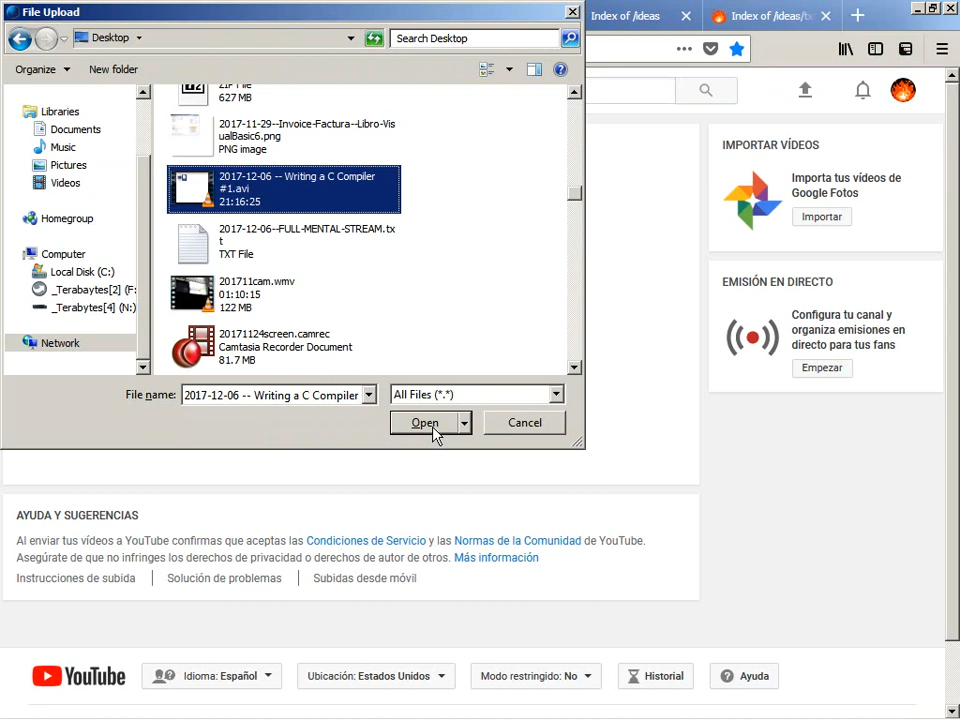 File Upload
Index of /ideas
Index of /ideas/tx
Desktop
Search Desktop
Organize
New folder
ZIP File
627 MB
2017-11-29--Invoice-Factura--Libro-Vis
ualBasic6.png
PNG image
2017-12-06 -- Writing a C Compiler
#1.avi
21:16:25
2017-12-06--FULL-MENTAL-STREAM.tx
t
TXT File
201711cam.wmv
01:10:15
122 MB
20171124screen.camrec
Camtasia Recorder Document
81.7 MB
Libraries
Documents
Music
Pictures
Videos
Homegroup
Computer
Local Disk (C:)
_Terabytes[2] (F:
_Terabytes[4] (N:)
Network
File name:
2017-12-06 -- Writing a C Compiler
All Files (*.*)
Open
Cancel
IMPORTAR VÍDEOS
Importa tus vídeos de
Google Fotos
Importar
EMISIÓN EN DIRECTO
Configura tu canal y
organiza emisiones en
directo para tus fans
Empezar
AYUDA Y SUGERENCIAS
Al enviar tus vídeos a YouTube confirmas que aceptas las Condiciones de Servicio y las Normas de la Comunidad de YouTube.
Asegúrate de que no infringes los derechos de privacidad o derechos de autor de otros. Más información
Instrucciones de subida
Solución de problemas
Subidas desde móvil
YouTube
Idioma: Español
Ubicación: Estados Unidos
Modo restringido: No
Historial
Ayuda